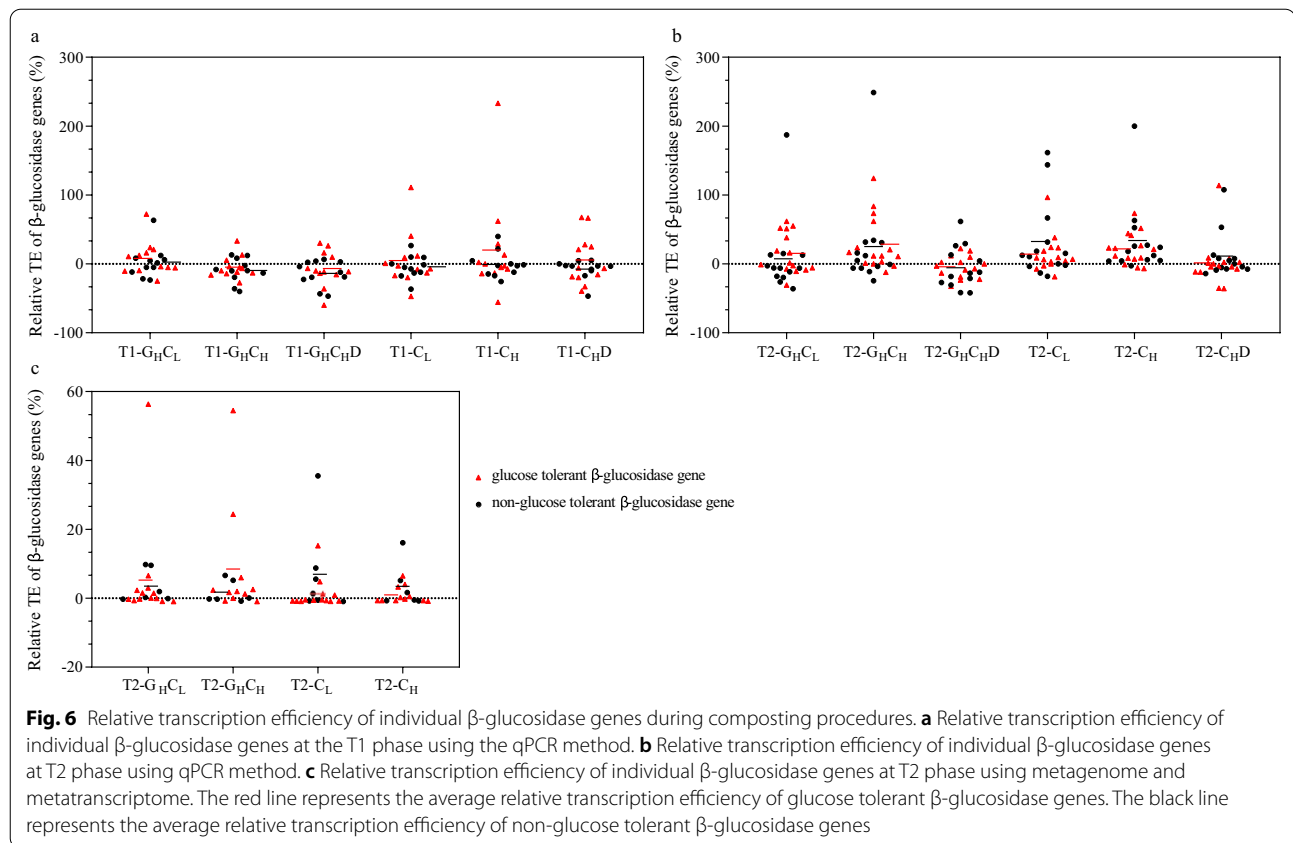 a
Relative TE of β-glucosidase genes (%)
300
200
100
0
-100
T1-GHCL
T1-GHCH
T1-GHCHD
T1-CL
T1-CH
T1-CHD
b
Relative TE of β-glucosidase genes (%)
300
200
100
0
-100
T2-GHCL
T2-GHCH
T2-GHCHD
T2-CL
T2-CH
T2-CHD
c
Relative TE of β-glucosidase genes (%)
60
40
20
0
-20
T2-GHCL
T2-GHCH
T2-CL
T2-CH
glucose tolerant β-glucosidase gene
non-glucose tolerant β-glucosidase gene
Fig. 6 Relative transcription efficiency of individual β-glucosidase genes during composting procedures. a Relative transcription efficiency of
individual β-glucosidase genes at the T1 phase using the qPCR method. b Relative transcription efficiency of individual β-glucosidase genes
at T2 phase using qPCR method. c Relative transcription efficiency of individual β-glucosidase genes at T2 phase using metagenome and
metatranscriptome. The red line represents the average relative transcription efficiency of glucose tolerant β-glucosidase genes. The black line
represents the average relative transcription efficiency of non-glucose tolerant β-glucosidase genes